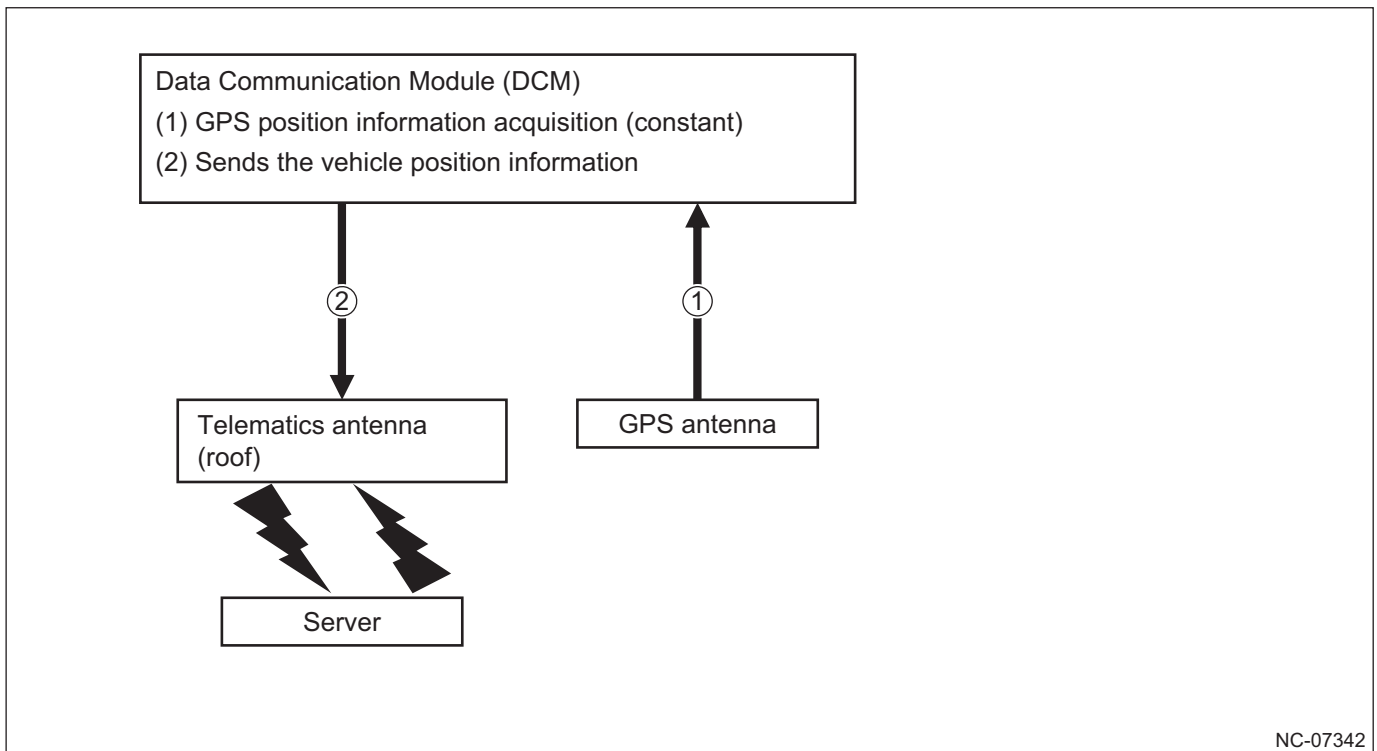 Data Communication Module (DCM)
(1) GPS position information acquisition (constant)
(2) Sends the vehicle position information
2
1
Telematics antenna
(roof)
GPS antenna
Server
NC-07342